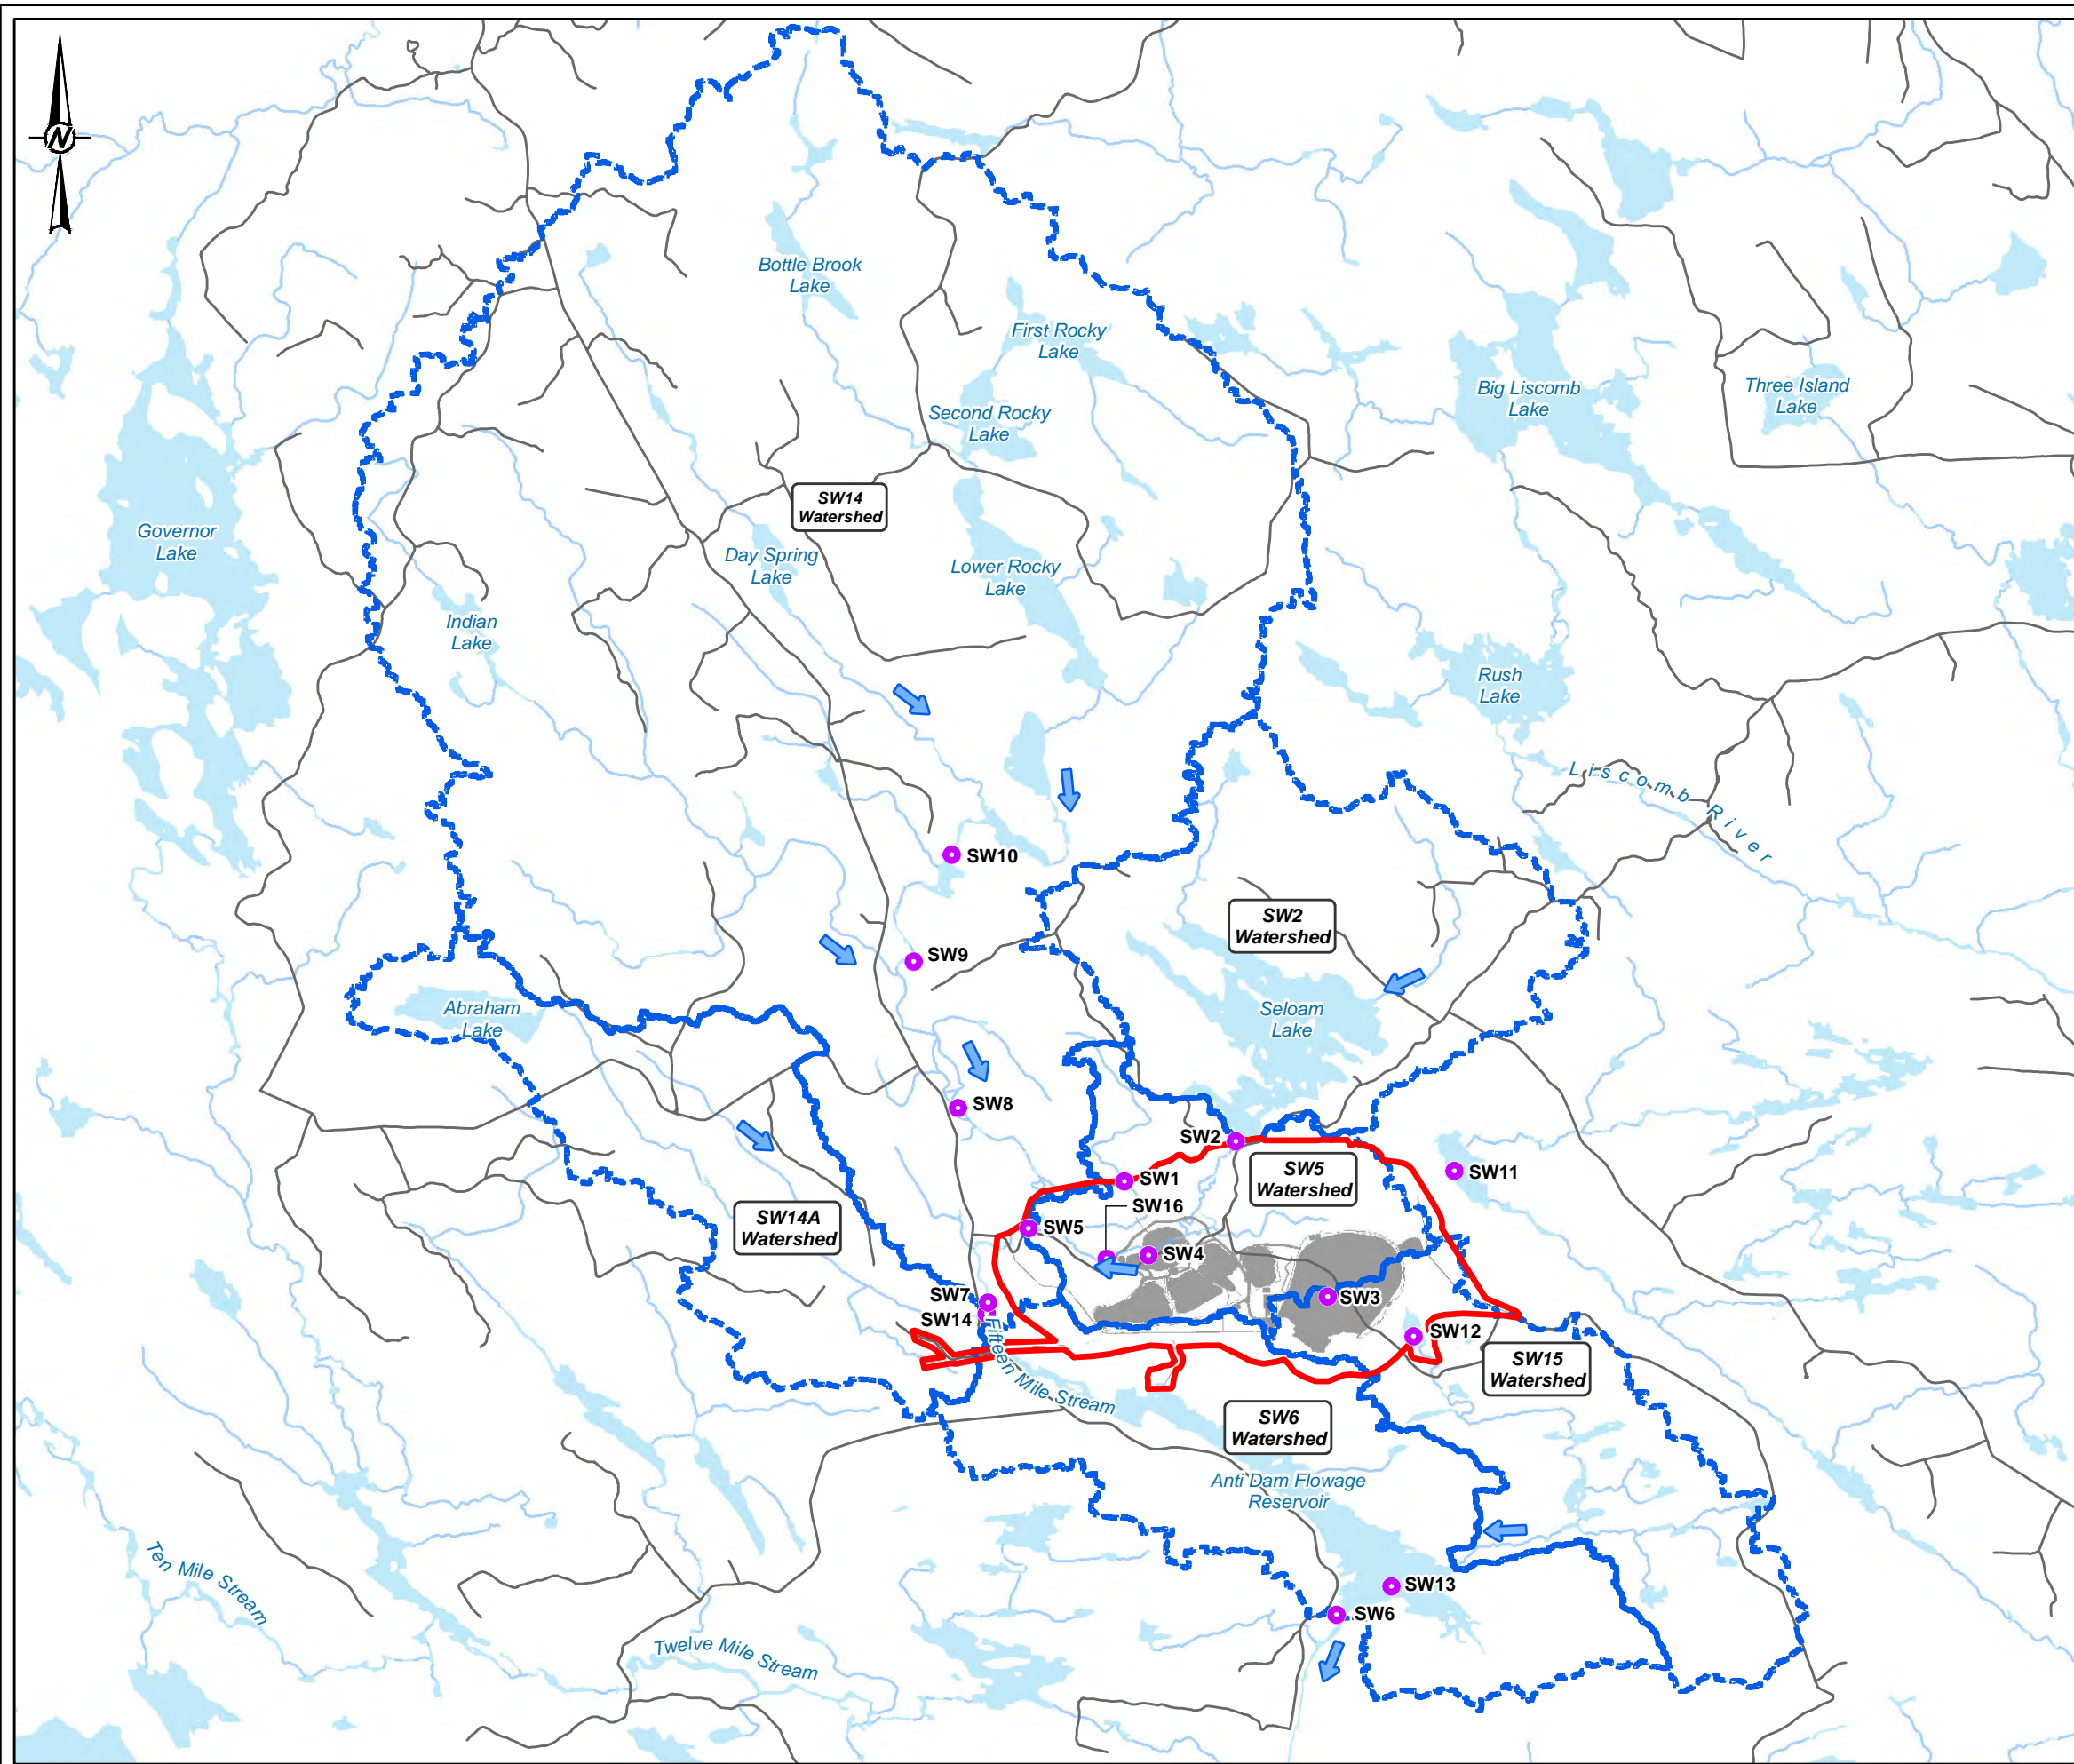 N
Bottle Brook
Lake
First Rocky
Lake
Second Rocky
Lake
Big Liscomb
Lake
Three Island
Lake
SW14
Watershed
Governor
Lake
Day Spring
Lake
Lower Rocky
Lake
Indian
Lake
Rush
Lake
Liscomb River
SW10
SW2
Watershed
SW9
Abraham
Lake
Seloam
Lake
SW8
SW2
SW1
SW5
Watershed
SW11
SW16
SW14A
Watershed
SW5
SW4
SW7
SW3
SW14
SW12
Fifteen Mile Stream
SW15
Watershed
SW6
Watershed
Anti Dam Flowage
Reservoir
Ten Mile Stream
SW13
SW6
Twelve Mile Stream